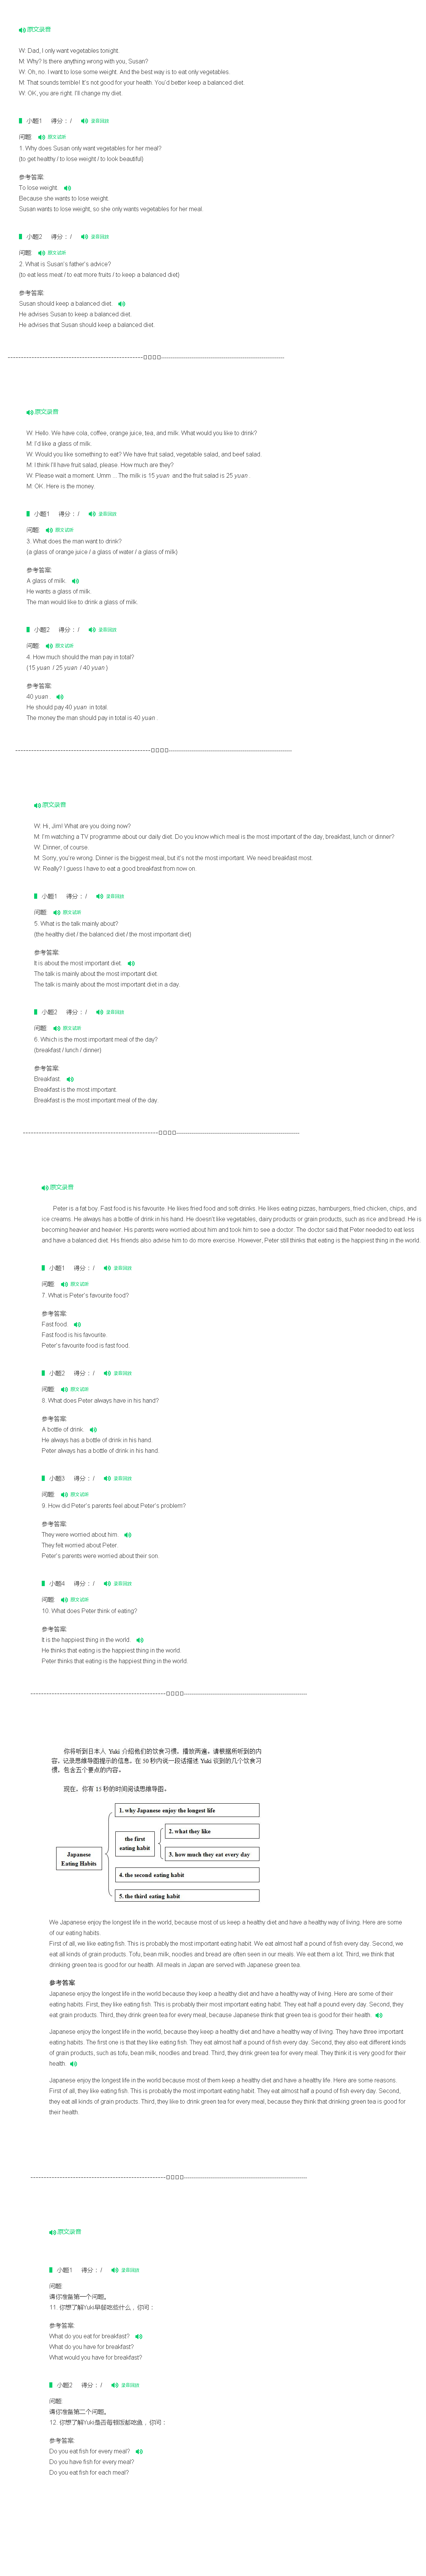 原文录音
W: Dad, I only want vegetables tonight.
M: Why? Is there anything wrong with you, Susan?
W: Oh, no. I want to lose some weight. And the best way is to eat only vegetables.
M: That sounds terrible! It's not good for your health. You'd better keep a balanced diet.
W: OK, you are right. I'll change my diet.
小题1 得分： / 录音回放
问题: 原文试听
1. Why does Susan only want vegetables for her meal?
(to get healthy / to lose weight / to look beautiful)
参考答案:
To lose weight.
Because she wants to lose weight.
Susan wants to lose weight, so she only wants vegetables for her meal.
小题2 得分： / 录音回放
问题: 原文试听
2. What is Susan's father's advice?
(to eat less meat / to eat more fruits / to keep a balanced diet)
参考答案:
Susan should keep a balanced diet.
He advises Susan to keep a balanced diet.
He advises that Susan should keep a balanced diet.
原文录音
W: Hello. We have cola, coffee, orange juice, tea, and milk. What would you like to drink?
M: I'd like a glass of milk.
W: Would you like something to eat? We have fruit salad, vegetable salad, and beef salad.
M: I think I'll have fruit salad, please. How much are they?
W: Please wait a moment. Umm ... The milk is 15 yuan and the fruit salad is 25 yuan .
M: OK. Here is the money.
小题1 得分： / 录音回放
问题: 原文试听
3. What does the man want to drink?
(a glass of orange juice / a glass of water / a glass of milk)
参考答案:
A glass of milk.
He wants a glass of milk.
The man would like to drink a glass of milk.
小题2 得分： / 录音回放
问题: 原文试听
4. How much should the man pay in total?
(15 yuan / 25 yuan / 40 yuan )
参考答案:
40 yuan .
He should pay 40 yuan in total.
The money the man should pay in total is 40 yuan .
原文录音
W: Hi, Jim! What are you doing now?
M: I'm watching a TV programme about our daily diet. Do you know which meal is the most important of the day, breakfast, lunch or dinner?
W: Dinner, of course.
M: Sorry, you're wrong. Dinner is the biggest meal, but it's not the most important. We need breakfast most.
W: Really? I guess I have to eat a good breakfast from now on.
小题1 得分： / 录音回放
问题: 原文试听
5. What is the talk mainly about?
(the healthy diet / the balanced diet / the most important diet)
参考答案:
It is about the most important diet.
The talk is mainly about the most important diet.
The talk is mainly about the most important diet in a day.
小题2 得分： / 录音回放
问题: 原文试听
6. Which is the most important meal of the day?
(breakfast / lunch / dinner)
参考答案:
Breakfast.
Breakfast is the most important.
Breakfast is the most important meal of the day.
原文录音
Peter is a fat boy. Fast food is his favourite. He likes fried food and soft drinks. He likes eating pizzas, hamburgers, fried chicken, chips, and
ice creams. He always has a bottle of drink in his hand. He doesn't like vegetables, dairy products or grain products, such as rice and bread. He is
becoming heavier and heavier. His parents were worried about him and took him to see a doctor. The doctor said that Peter needed to eat less
and have a balanced diet. His friends also advise him to do more exercise. However, Peter still thinks that eating is the happiest thing in the world.
小题1 得分： / 录音回放
问题: 原文试听
7. What is Peter's favourite food?
参考答案:
Fast food.
Fast food is his favourite.
Peter's favourite food is fast food.
小题2 得分： / 录音回放
问题: 原文试听
8. What does Peter always have in his hand?
参考答案:
A bottle of drink.
He always has a bottle of drink in his hand.
Peter always has a bottle of drink in his hand.
小题3 得分： / 录音回放
问题: 原文试听
9. How did Peter's parents feel about Peter's problem?
参考答案:
They were worried about him.
They felt worried about Peter.
Peter's parents were worried about their son.
小题4 得分： / 录音回放
问题: 原文试听
10. What does Peter think of eating?
参考答案:
It is the happiest thing in the world.
He thinks that eating is the happiest thing in the world.
Peter thinks that eating is the happiest thing in the world.
你将听到日本人 Yuki 介绍他们的饮食习惯，播放两遍。请根据所听到的内
容，记录思维导图提示的信息。在 50 秒内说一段话描述 Yuki 谈到的几个饮食习
惯，包含五个要点的内容。
现在，你有 15 秒的时间阅读思维导图。
Japanese
Eating Habits
1. why Japanese enjoy the longest life
the first
eating habit
2. what they like
3. how much they eat every day
4. the second eating habit
5. the third eating habit
We Japanese enjoy the longest life in the world, because most of us keep a healthy diet and have a healthy way of living. Here are some
of our eating habits.
First of all, we like eating fish. This is probably the most important eating habit. We eat almost half a pound of fish every day. Second, we
eat all kinds of grain products. Tofu, bean milk, noodles and bread are often seen in our meals. We eat them a lot. Third, we think that
drinking green tea is good for our health. All meals in Japan are served with Japanese green tea.
参考答案
Japanese enjoy the longest life in the world because they keep a healthy diet and have a healthy way of living. Here are some of their
eating habits. First, they like eating fish. This is probably their most important eating habit. They eat half a pound every day. Second, they
eat grain products. Third, they drink green tea for every meal, because Japanese think that green tea is good for their health.
Japanese enjoy the longest life in the world, because they keep a healthy diet and have a healthy way of living. They have three important
eating habits. The first one is that they like eating fish. They eat almost half a pound of fish every day. Second, they also eat different kinds
of grain products, such as tofu, bean milk, noodles and bread. Third, they drink green tea for every meal. They think it is very good for their
health.
Japanese enjoy the longest life in the world because most of them keep a healthy diet and have a healthy life. Here are some reasons.
First of all, they like eating fish. This is probably the most important eating habit. They eat almost half a pound of fish every day. Second,
they eat all kinds of grain products. Third, they like to drink green tea for every meal, because they think that drinking green tea is good for
their health.
原文录音
小题1 得分： / 录音回放
问题:
请你准备第一个问题。
11. 你想了解Yuki早餐吃些什么，你问：
参考答案:
What do you eat for breakfast?
What do you have for breakfast?
What would you have for breakfast?
小题2 得分： / 录音回放
问题:
请你准备第二个问题。
12. 你想了解Yuki是否每顿饭都吃鱼，你问：
参考答案:
Do you eat fish for every meal?
Do you have fish for every meal?
Do you eat fish for each meal?